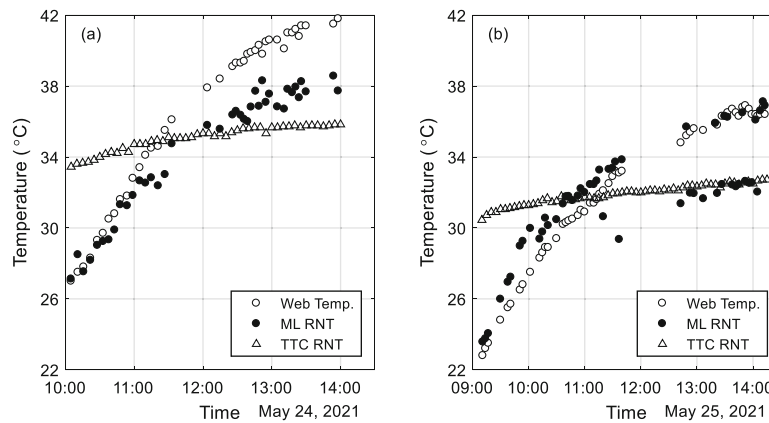 (a)
42
38
34
30
26
22
Temperature (°C)
Web Temp.
ML RNT
TTC RNT
10:00 11:00 12:00 13:00 14:00
Time May 24, 2021
(b)
42
38
34
30
26
22
Temperature (°C)
Web Temp.
ML RNT
TTC RNT
09:00 10:00 11:00 12:00 13:00 14:00
Time May 25, 2021